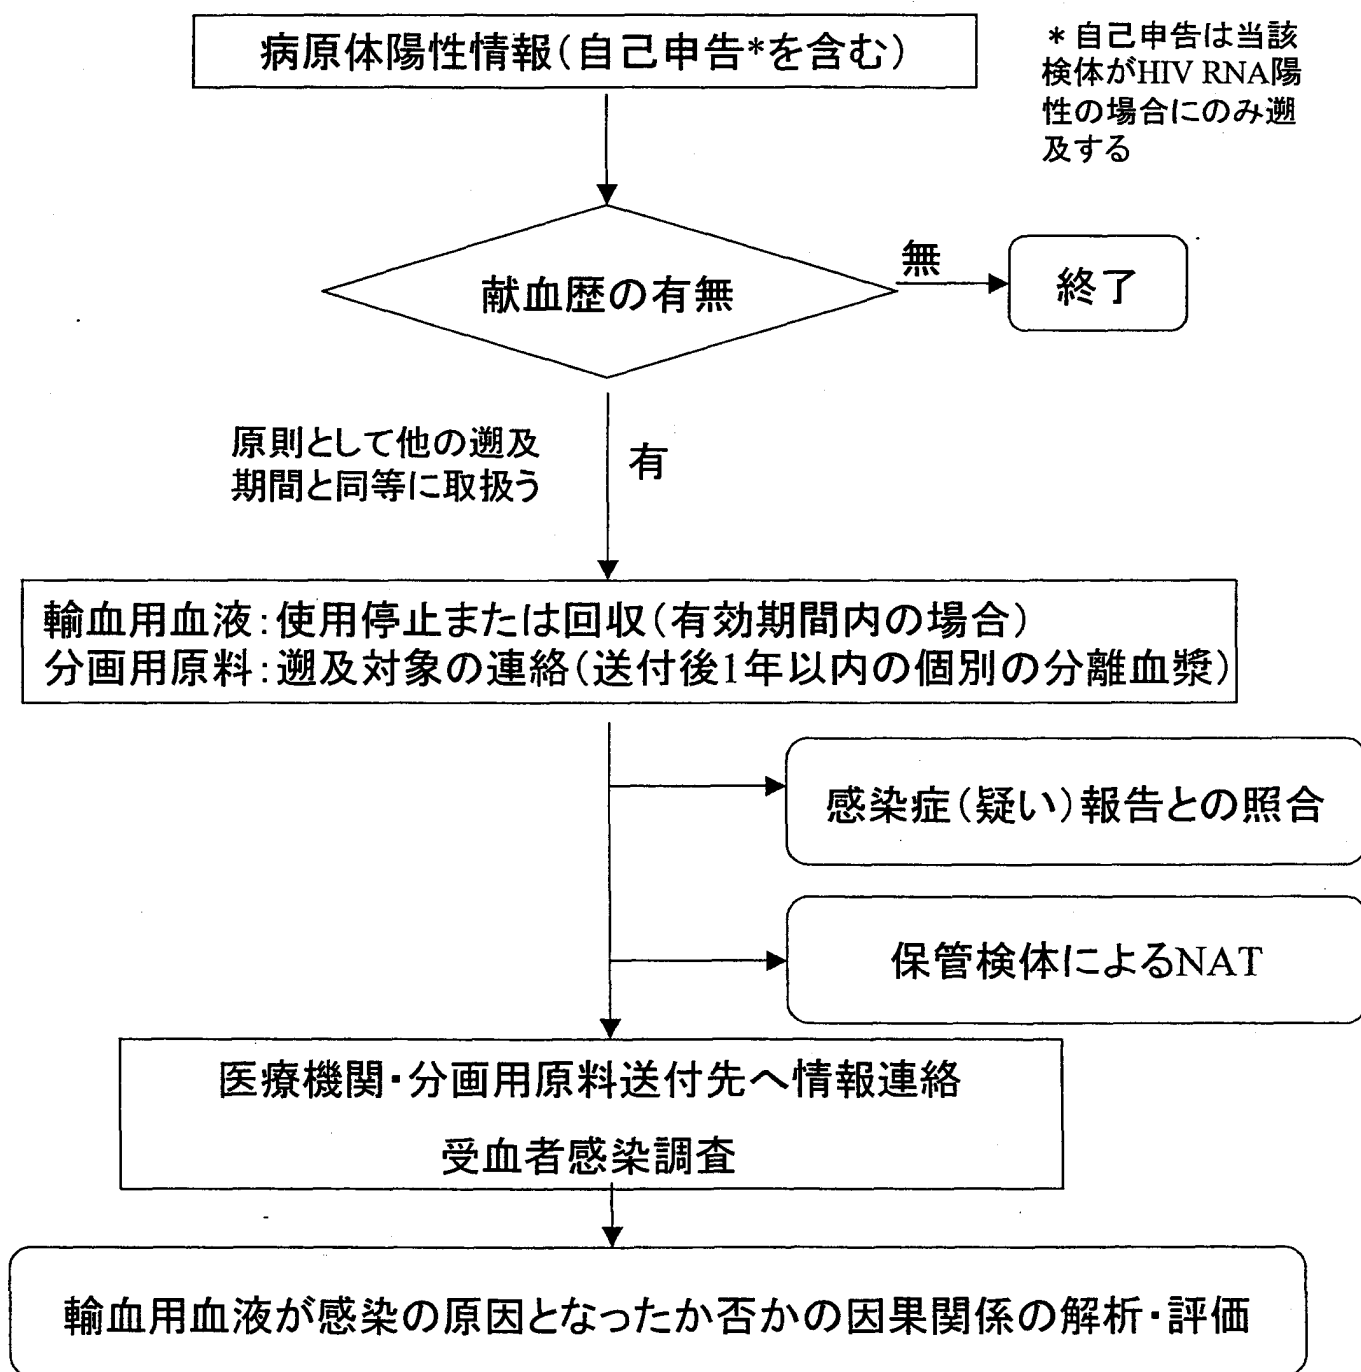 病原体陽性情報（自己申告*を含む）
* 自己申告は当該
検体がHIV RNA陽
性の場合にのみ遡
及する
献血歴の有無
無
終了
原則として他の遡及
期間と同等に取扱う
有
輸血用血液：使用停止または回収（有効期間内の場合）
分画用原料：遡及対象の連絡（送付後1年以内の個別の分離血漿）
感染症（疑い）報告との照合
保管検体によるNAT
医療機関・分画用原料送付先へ情報連絡
受血者感染調査
輸血用血液が感染の原因となったか否かの因果関係の解析・評価